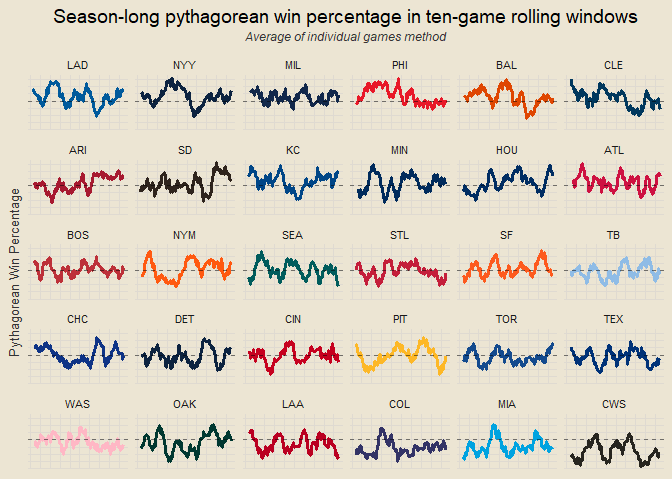 Season-long pythagorean win percentage in ten-game rolling windows
Average of individual games method
LAD NYY MIL PHI BAL CLE
ARI SD KC MIN HOU ATL
BOS NYM SEA STL SF TB
CHC DET CIN PIT TOR TEX
WAS OAK LAA COL MIA CWS
Pythagorean Win Percentage